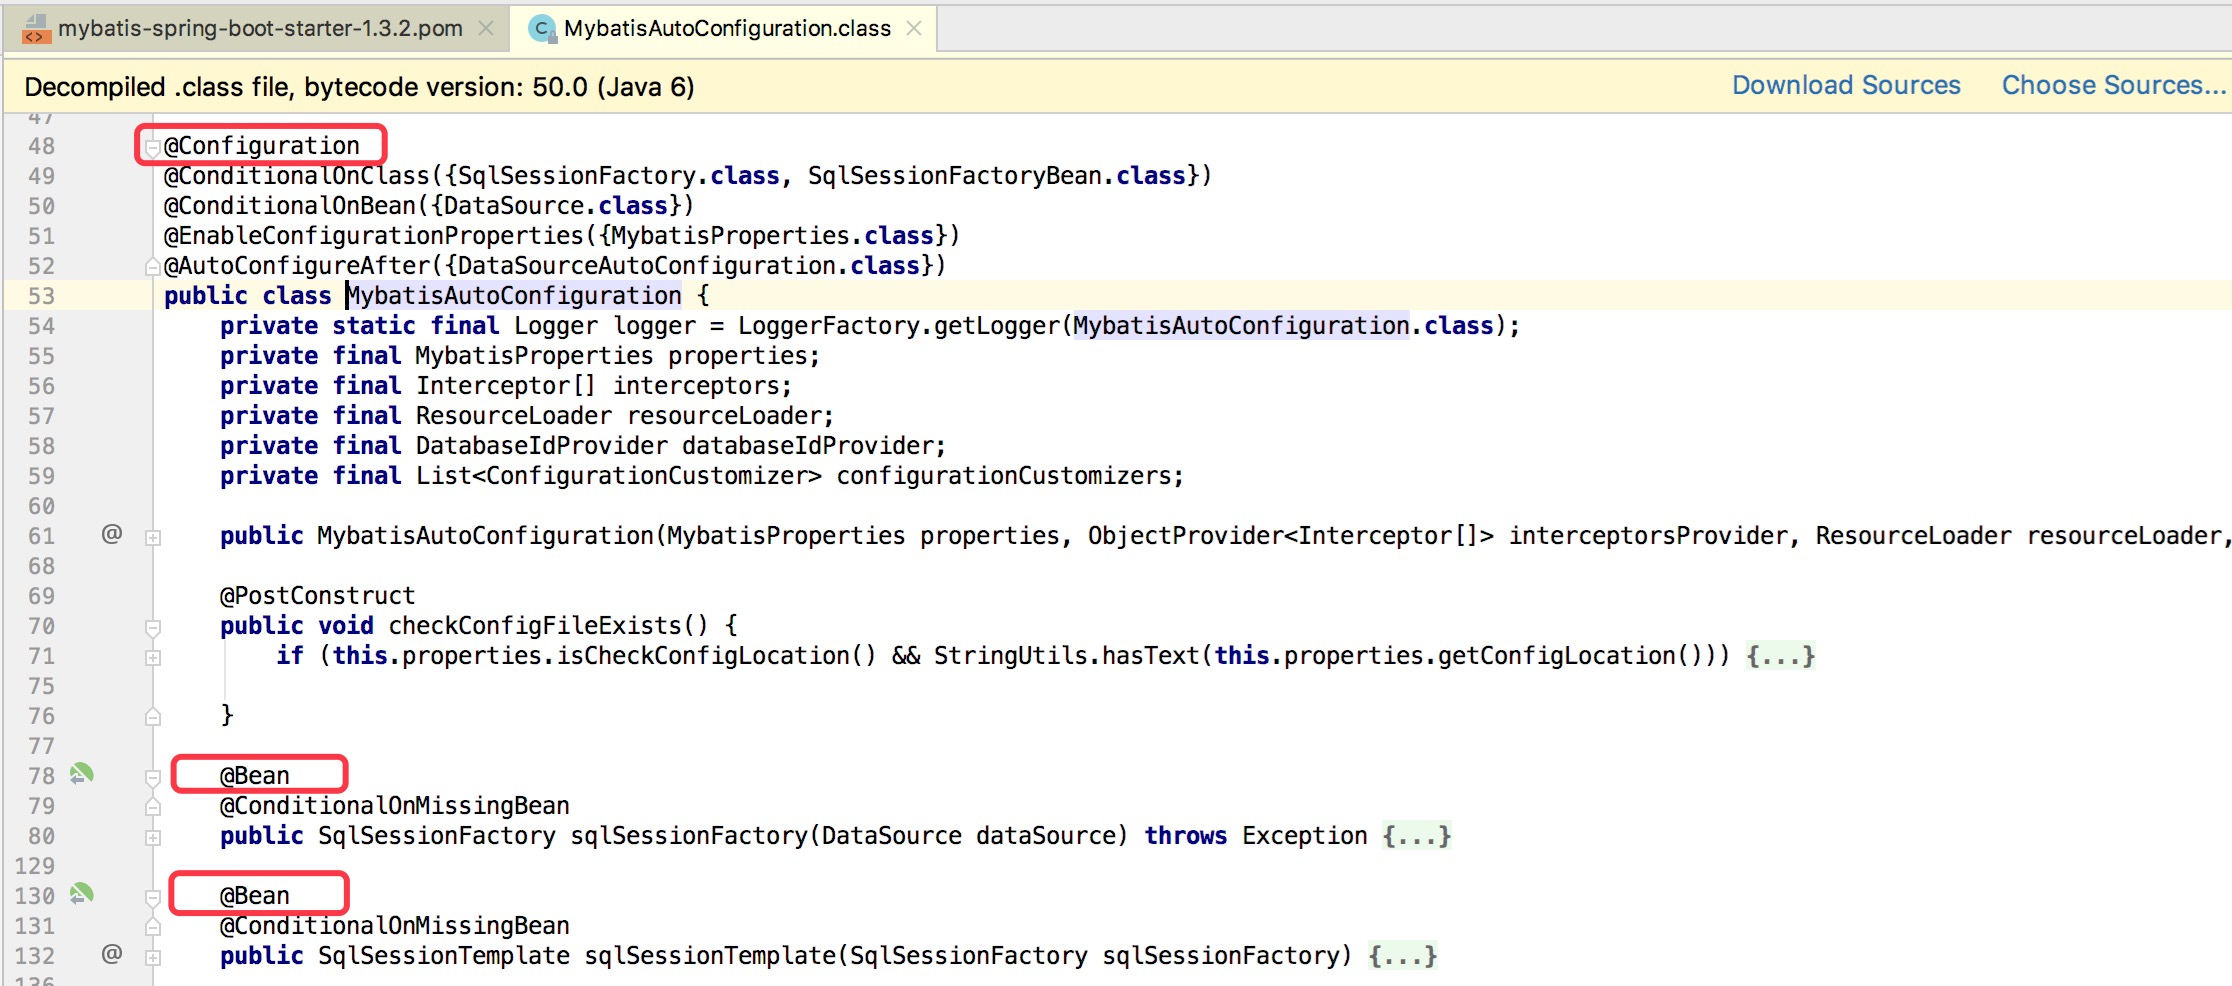 mybatis-spring-boot-starter-1.3.2.pom MybatisAutoConfiguration.class
Decompiled .class file, bytecode version: 50.0 (Java 6) Download Sources Choose Sources...
47
48 @Configuration
49 @ConditionalOnClass({SqlSessionFactory.class, SqlSessionFactoryBean.class})
50 @ConditionalOnBean({DataSource.class})
51 @EnableConfigurationProperties({MybatisProperties.class})
52 @AutoConfigureAfter({DataSourceAutoConfiguration.class})
53 public class MybatisAutoConfiguration {
54 private static final Logger logger = LoggerFactory.getLogger(MybatisAutoConfiguration.class);
55 private final MybatisProperties properties;
56 private final Interceptor[] interceptors;
57 private final ResourceLoader resourceLoader;
58 private final DatabaseIdProvider databaseIdProvider;
59 private final List<ConfigurationCustomizer> configurationCustomizers;
60
61 @ public MybatisAutoConfiguration(MybatisProperties properties, ObjectProvider<Interceptor[]> interceptorsProvider, ResourceLoader resourceLoader,
68
69 @PostConstruct
70 public void checkConfigFileExists() {
71 if (this.properties.isCheckConfigLocation() && StringUtils.hasText(this.properties.getConfigLocation())) {...}
75
76 }
77
78 @Bean
79 @ConditionalOnMissingBean
80 public SqlSessionFactory sqlSessionFactory(DataSource dataSource) throws Exception {...}
129
130 @Bean
131 @ConditionalOnMissingBean
132 @ public SqlSessionTemplate sqlSessionTemplate(SqlSessionFactory sqlSessionFactory) {...}
136